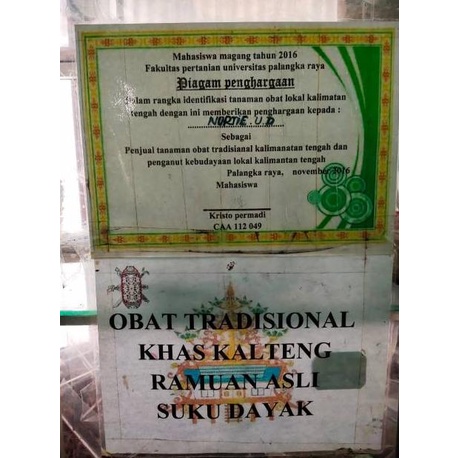 Mahasiswa magang tahun 2016
Fakultas pertanian universitas palangka raya
Piagam penghargaan
Dalam rangka identifikasi tanaman obat lokal kalimatan
tengah dengan ini memberikan penghargaan kepada :
NORTIE U.D
Sebagai
Penjual tanaman obat tradisional kalimanatan tengah dan
penganut kebudayaan lokal kalimantan tengah
Palangka raya, november 2016
Mahasiswa
Kristo permadi
CAA 112 049
OBAT TRADISIONAL
KHAS KALTENG
RAMUAN ASLI
SUKU DAYAK